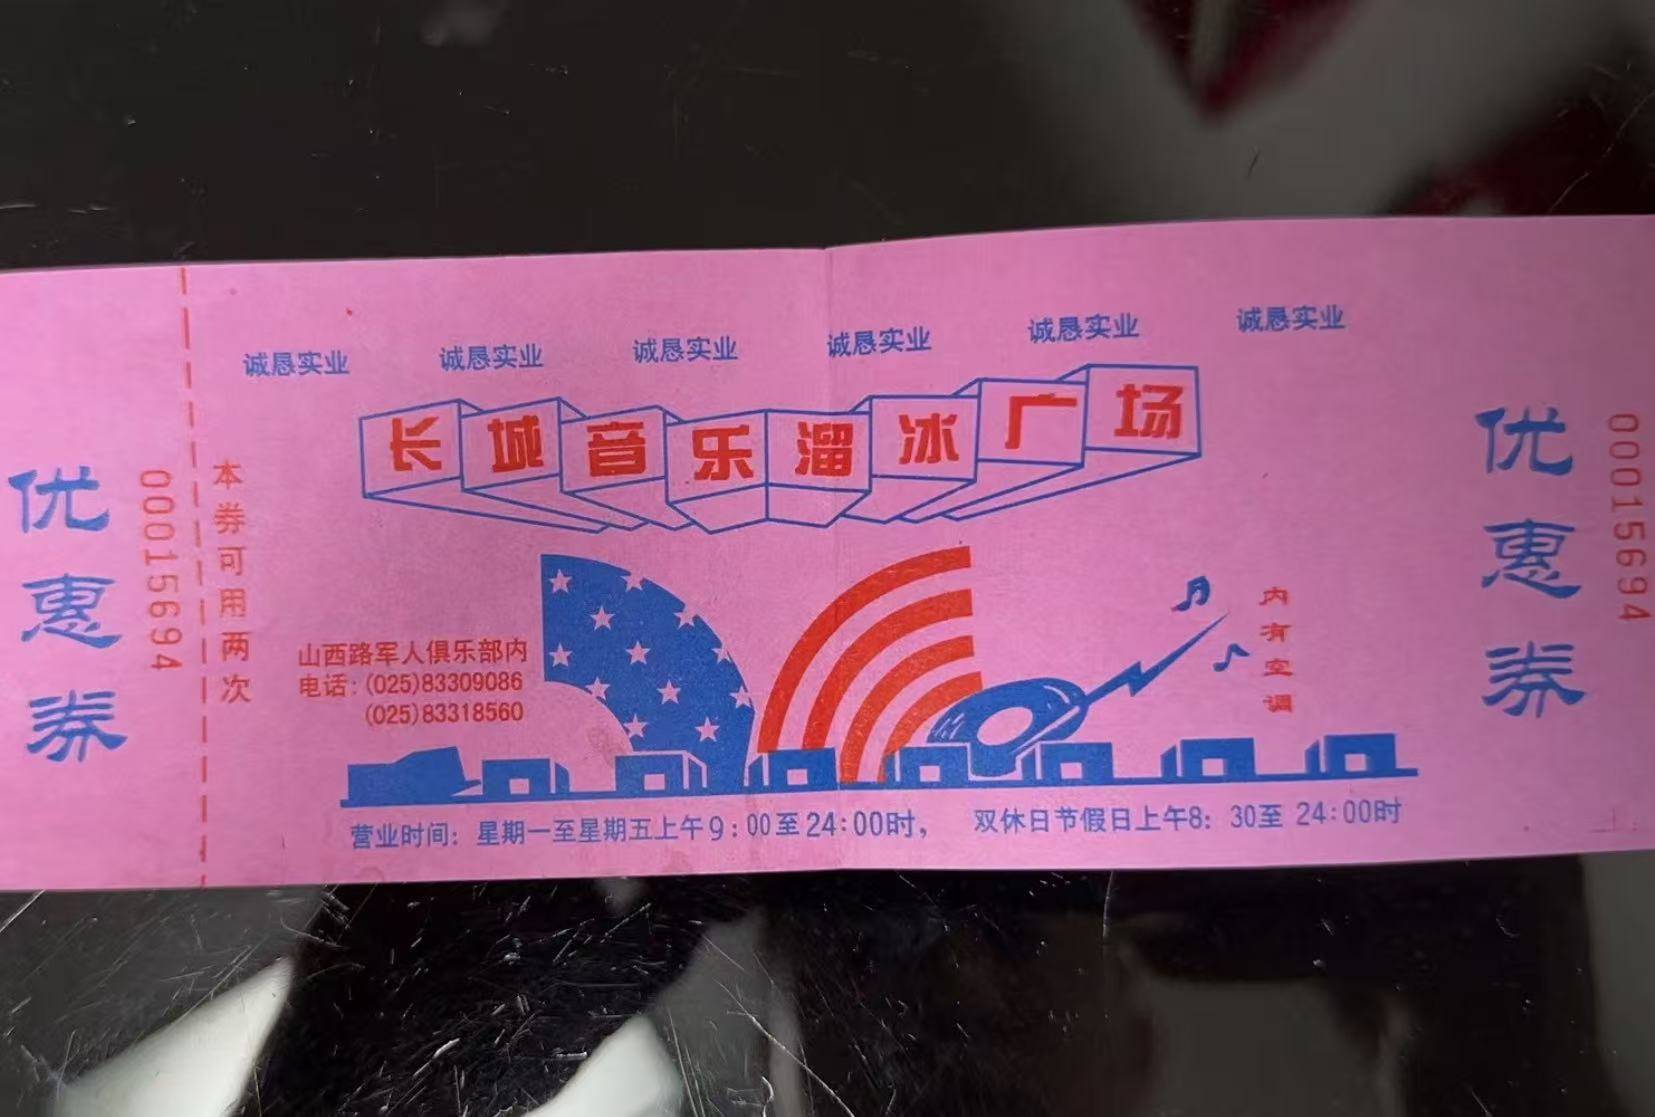 优惠券
00015694
本券可用两次
诚恳实业 诚恳实业 诚恳实业 诚恳实业 诚恳实业 诚恳实业
长城音乐溜冰广场
山西路军人俱乐部内
电话:(025)83309086
(025)83318560
内有空调
营业时间：星期一至星期五上午9:00至24:00时， 双休日节假日上午8：30至 24:00时
优惠券
00015694